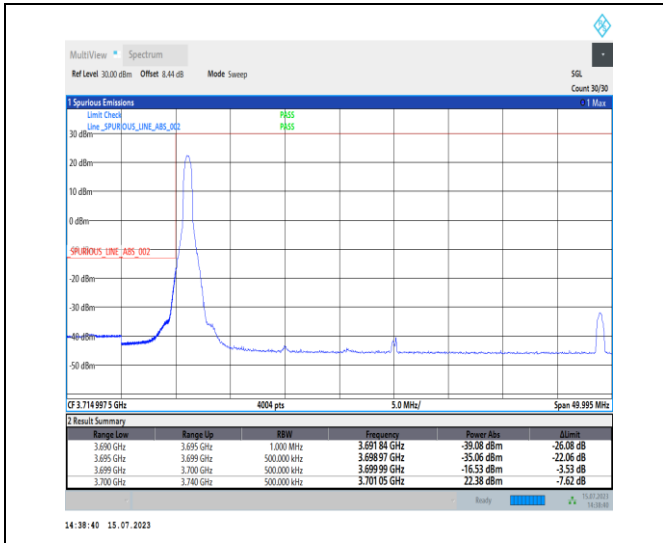 MultiView Spectrum
Ref Level 30.00 dBm Offset 8.44 dB Mode Sweep SGL
Count 30/30
1 Spurious Emissions 1 Max
Limit Check PASS
Line _SPURIOUS_LINE_ABS_002 PASS
30 dBm
20 dBm
10 dBm
0 dBm
-10 dBm
_SPURIOUS_LINE_ABS_002
-20 dBm
-30 dBm
-40 dBm
-50 dBm
CF 3.714 997 5 GHz 4004 pts 5.0 MHz/ Span 49.995 MHz
2 Result Summary
Range Low Range Up RBW Frequency Power Abs ΔLimit
3.690 GHz 3.695 GHz 1.000 MHz 3.691 84 GHz -39.08 dBm -26.08 dB
3.695 GHz 3.699 GHz 500.000 kHz 3.698 97 GHz -35.06 dBm -22.06 dB
3.699 GHz 3.700 GHz 500.000 kHz 3.699 99 GHz -16.53 dBm -3.53 dB
3.700 GHz 3.740 GHz 500.000 kHz 3.701 05 GHz 22.38 dBm -7.62 dB
Ready 15.07.2023
14:38:40
14:38:40 15.07.2023